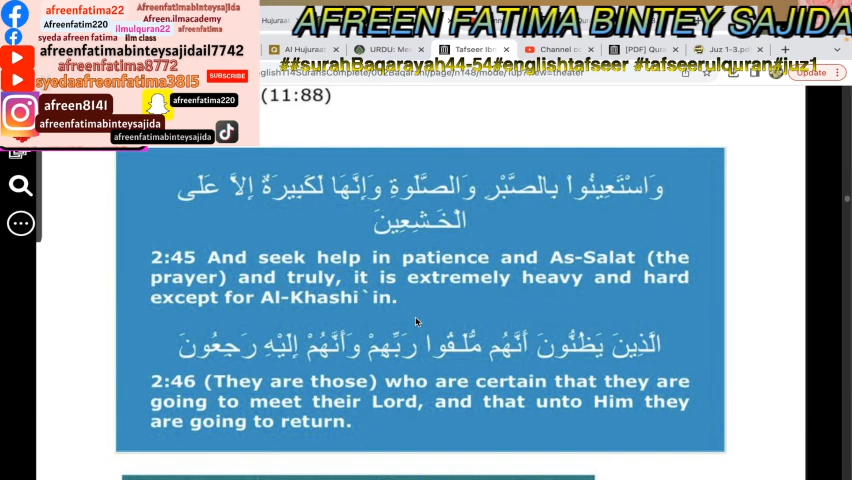 afreenfatima22
Afreenfatimabinteysajida
Afreenfatima220
Afreen.ilmacademy
ilmulquran22
afreenfatima
syeda afreen fatima
ilm class
afreenfatimabinteysajidail7742
afreenfatima8772
syedaafreenfatima3815
SUBSCRIBE
afreen8141
afreenfatima220
afreenfatimabinteysajida
afreenfatimabinteysajida
AFREEN FATIMA BINTEY SAJIDA
Al Hujuraat
URDU: Me
Tafseer Ibn
Channel co
[PDF] Qura
Juz 1-3.pd
##surahBaqarayah44-54#englishtafseer #tafseerulquran#juz1
Update
(11:88)
وَاسْتَعِينُواْ بِالصَّبْرِ وَالصَّلَوةِ وَإِنَّهَا لَكَبِيرَةٌ إِلاَّ عَلَى
الْخَـشِعِينَ
2:45 And seek help in patience and As-Salat (the
prayer) and truly, it is extremely heavy and hard
except for Al-Khashi`in.
الَّذِينَ يَظُنُّونَ أَنَّهُم مُّلَـقُوا رَبِّهِمْ وَأَنَّهُمْ إِلَيْهِ رَجِعُونَ
2:46 (They are those) who are certain that they are
going to meet their Lord, and that unto Him they
are going to return.